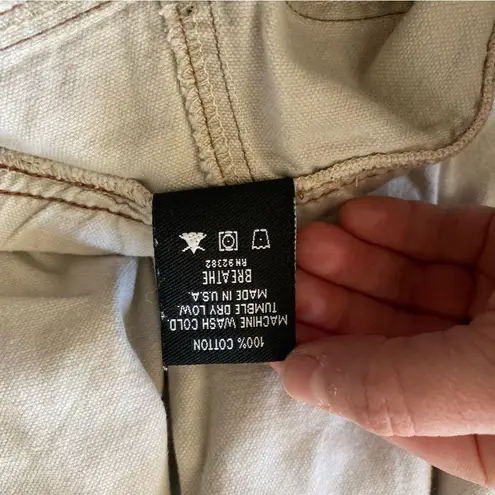 100% COTTON
MACHINE WASH COLD.
TUMBLE DRY LOW.
MADE IN U.S.A.
BREATHE
RN 92382